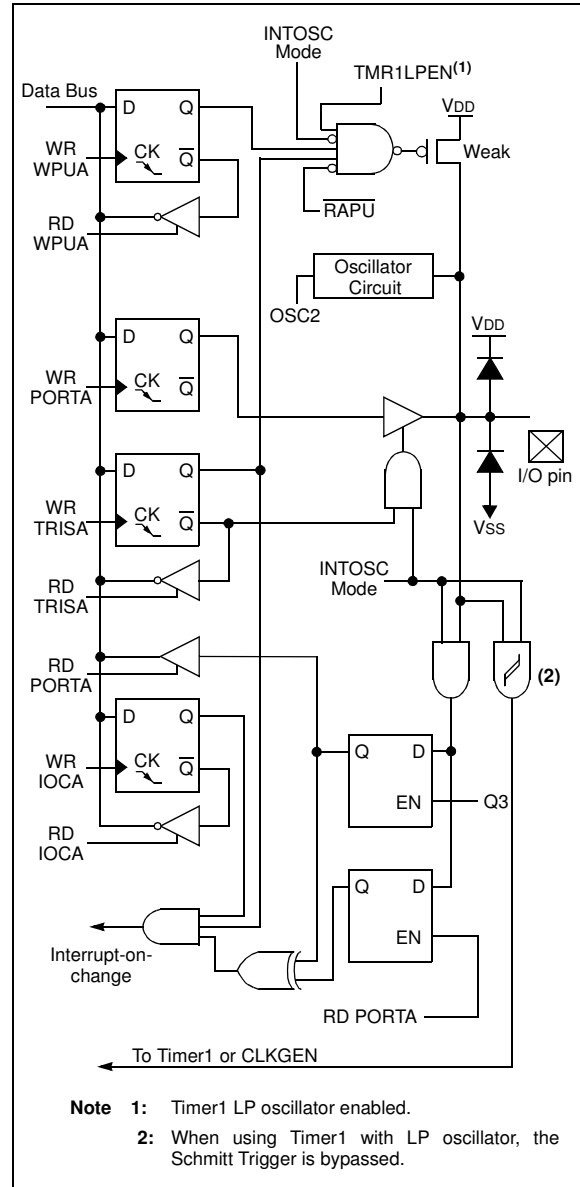 INTOSC
Mode
TMR1LPEN(1)
Data Bus
D Q
VDD
WR
WPUA
CK Q
Weak
RD
WPUA
RAPU
Oscillator
Circuit
OSC2
VDD
D Q
WR
PORTA
CK Q
I/O pin
D Q
WR
TRISA
CK Q
VSS
INTOSC
Mode
RD
TRISA
RD
PORTA
(2)
D Q
WR
IOCA
CK Q
Q D
EN
Q3
RD
IOCA
Q D
EN
Interrupt-on-
change
RD PORTA
To Timer1 or CLKGEN
Note 1: Timer1 LP oscillator enabled.
2: When using Timer1 with LP oscillator, the
Schmitt Trigger is bypassed.